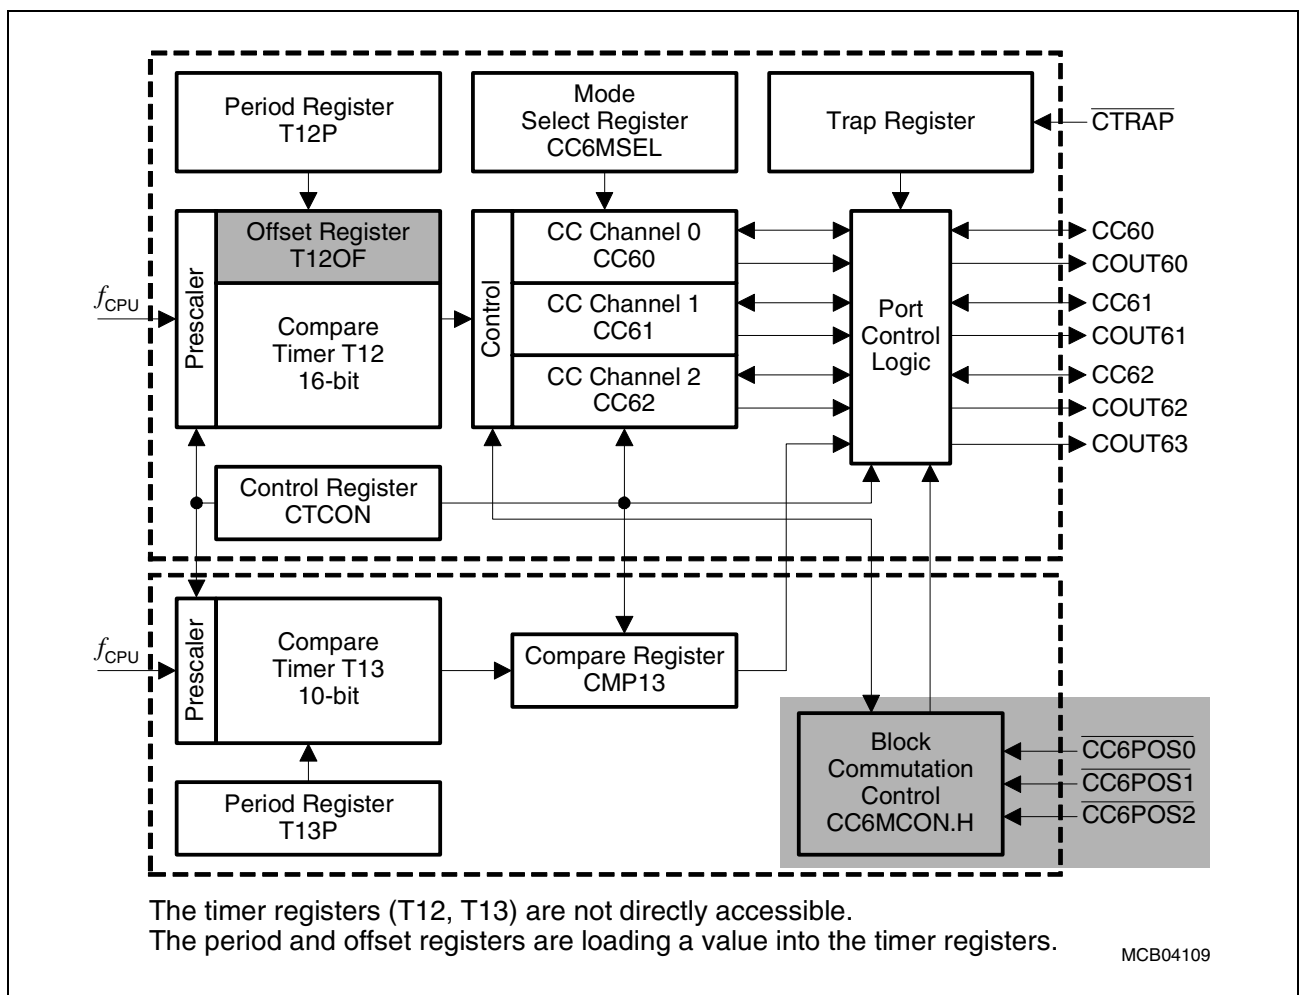 Period Register
T12P
Mode
Select Register
CC6MSEL
Trap Register
CTRAP
Prescaler
Offset Register
T12OF
Compare
Timer T12
16-bit
fCPU
Control
CC Channel 0
CC60
CC Channel 1
CC61
CC Channel 2
CC62
Port
Control
Logic
CC60
COUT60
CC61
COUT61
CC62
COUT62
COUT63
Control Register
CTCON
fCPU
Prescaler
Compare
Timer T13
10-bit
Compare Register
CMP13
Period Register
T13P
Block
Commutation
Control
CC6MCON.H
CC6POS0
CC6POS1
CC6POS2
The timer registers (T12, T13) are not directly accessible.
The period and offset registers are loading a value into the timer registers.
MCB04109